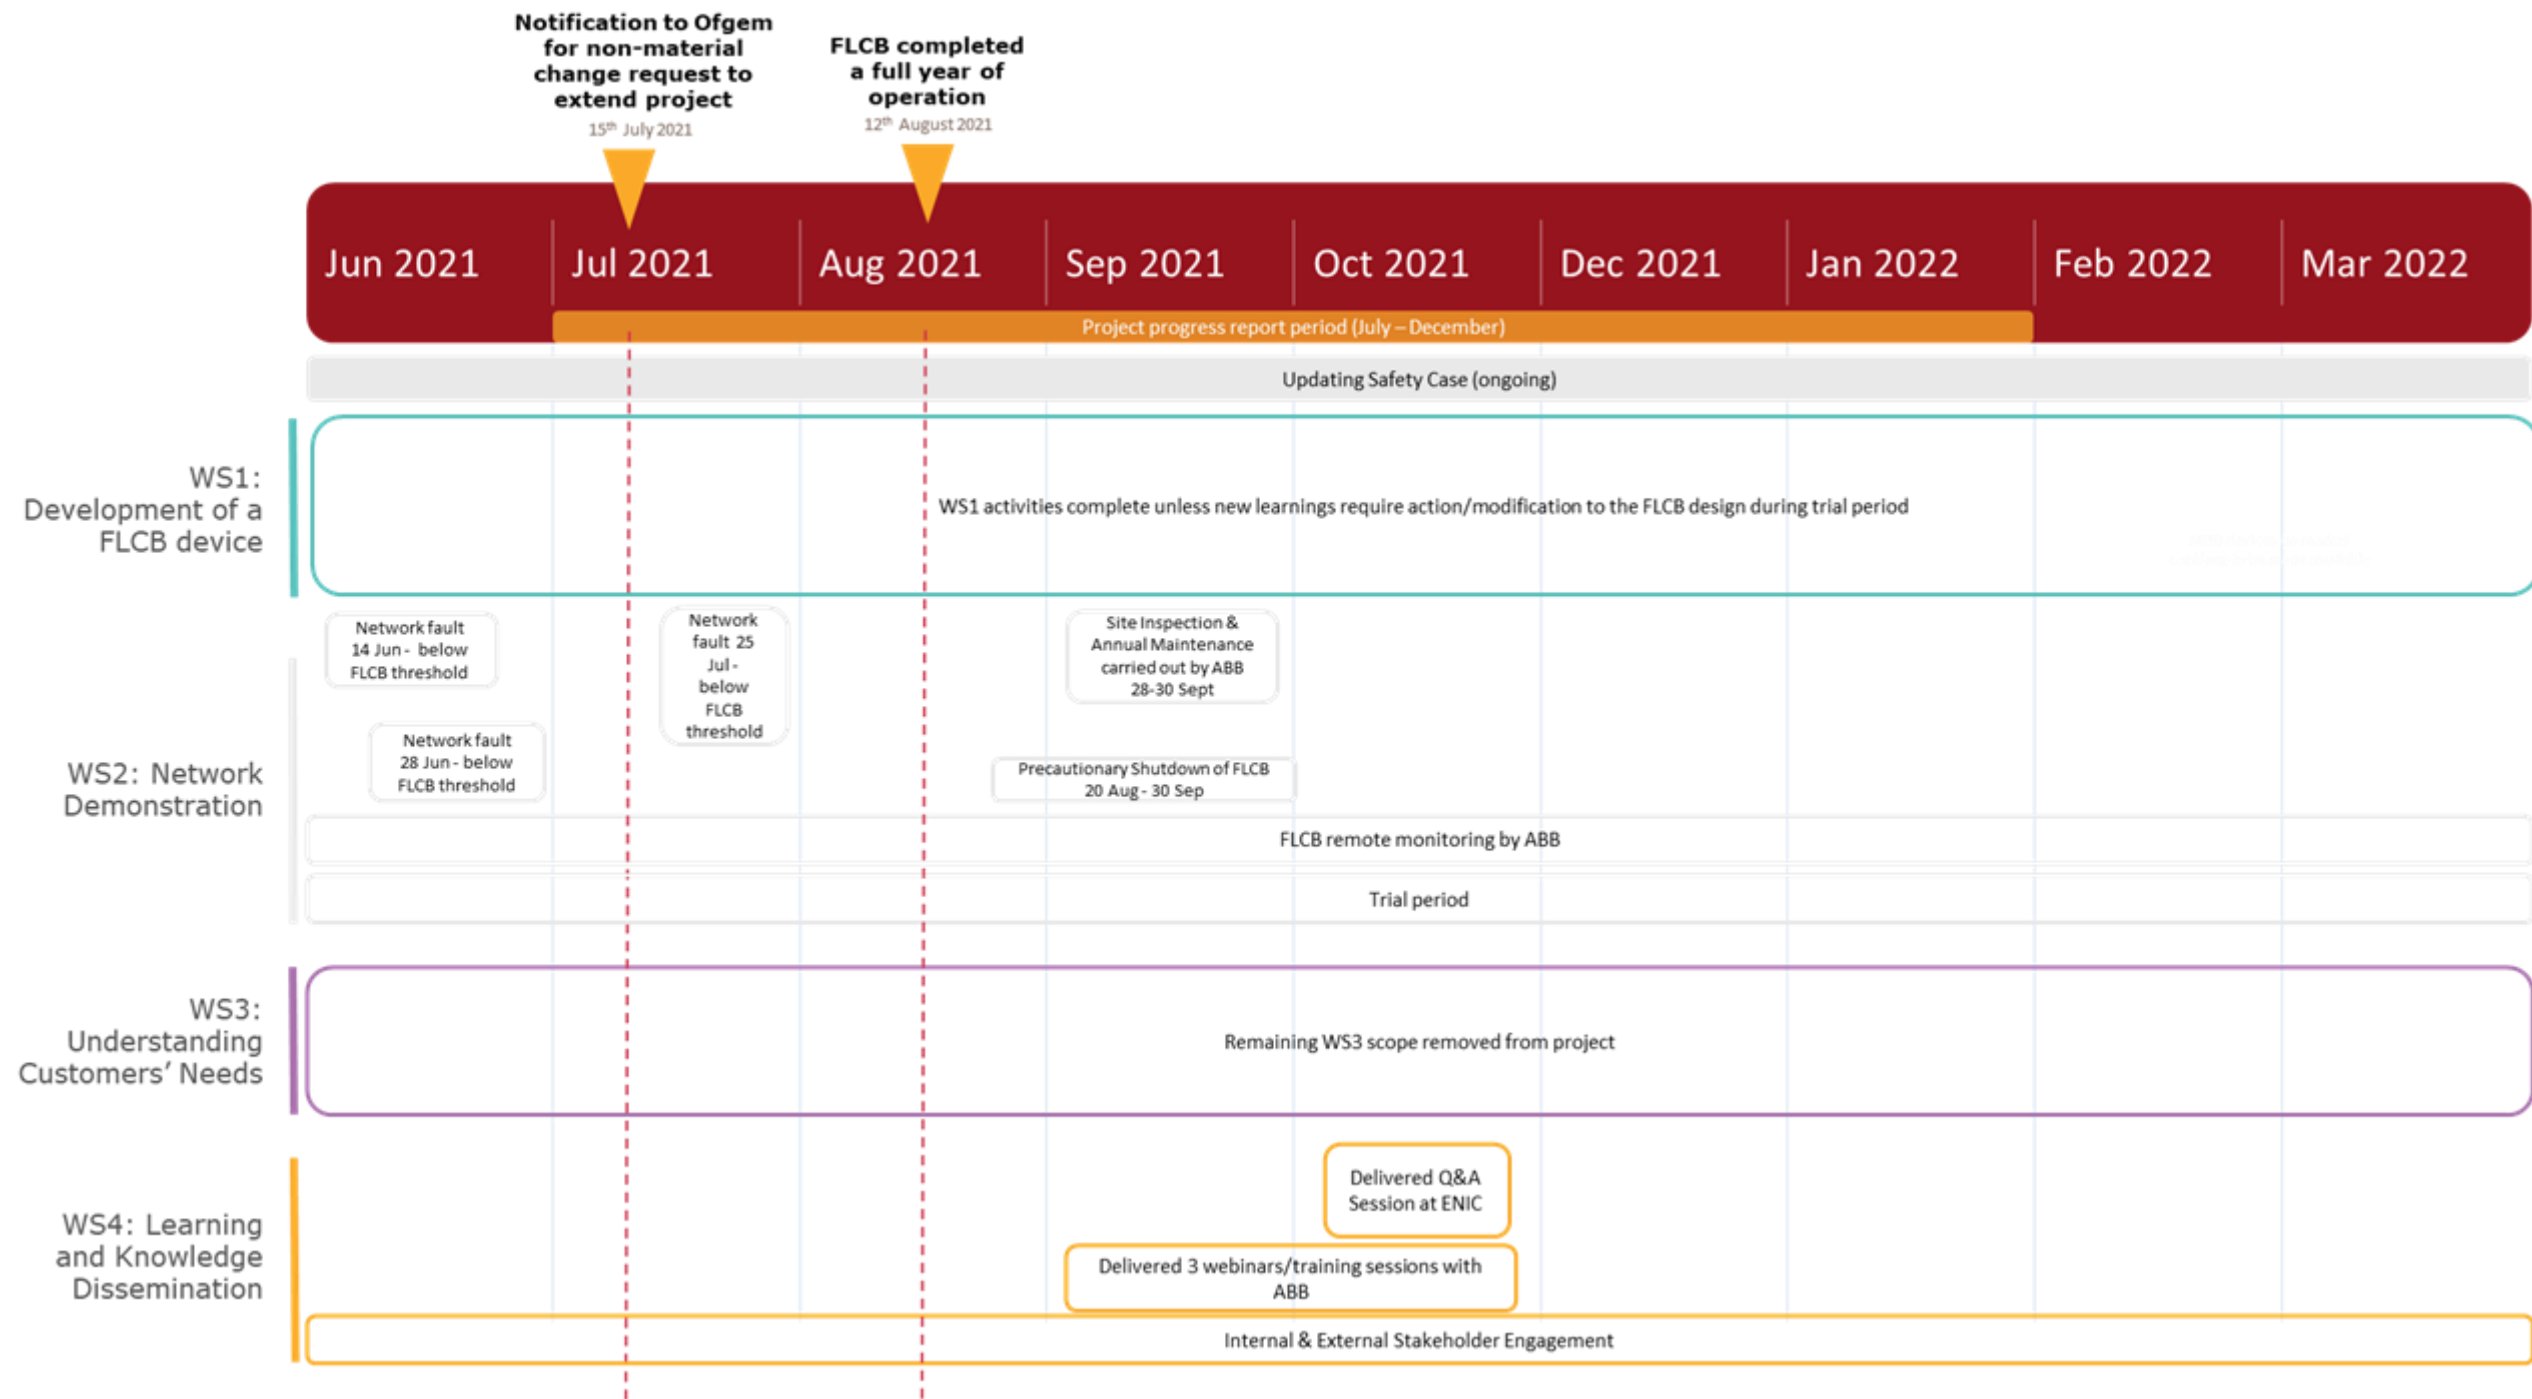 Notification to Ofgem
for non-material
change request to
extend project
15th July 2021
FLCB completed
a full year of
operation
12th August 2021
Jun 2021
Jul 2021
Aug 2021
Sep 2021
Oct 2021
Dec 2021
Jan 2022
Feb 2022
Mar 2022
Project progress report period (July – December)
Updating Safety Case (ongoing)
WS1:
Development of a
FLCB device
WS1 activities complete unless new learnings require action/modification to the FLCB design during trial period
WS2: Network
Demonstration
Network fault
14 Jun - below
FLCB threshold
Network fault
28 Jun - below
FLCB threshold
Network
fault 25
Jul -
below
FLCB
threshold
Site Inspection &
Annual Maintenance
carried out by ABB
28-30 Sept
Precautionary Shutdown of FLCB
20 Aug - 30 Sep
FLCB remote monitoring by ABB
Trial period
WS3:
Understanding
Customers’ Needs
Remaining WS3 scope removed from project
WS4: Learning
and Knowledge
Dissemination
Delivered Q&A
Session at ENIC
Delivered 3 webinars/training sessions with
ABB
Internal & External Stakeholder Engagement